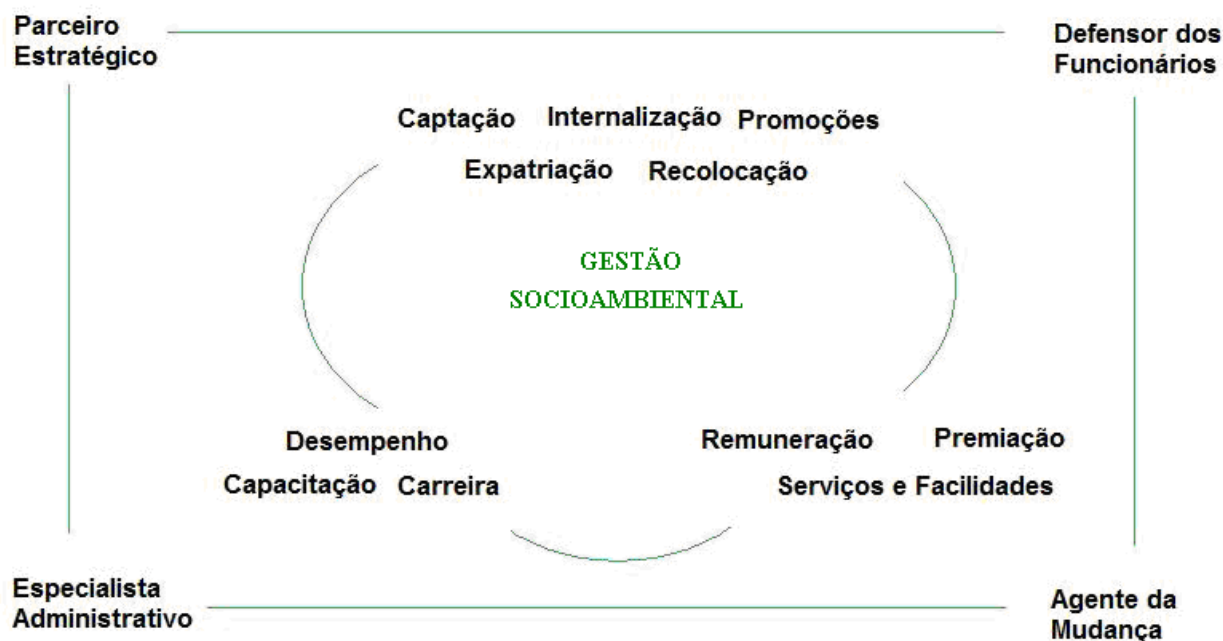 Parceiro
Estratégico
Defensor dos
Funcionários
Captação Internalização Promoções
Expatriação Recolocação
GESTÃO
SOCIOAMBIENTAL
Desempenho
Capacitação Carreira
Remuneração Premiação
Serviços e Facilidades
Especialista
Administrativo
Agente da
Mudança